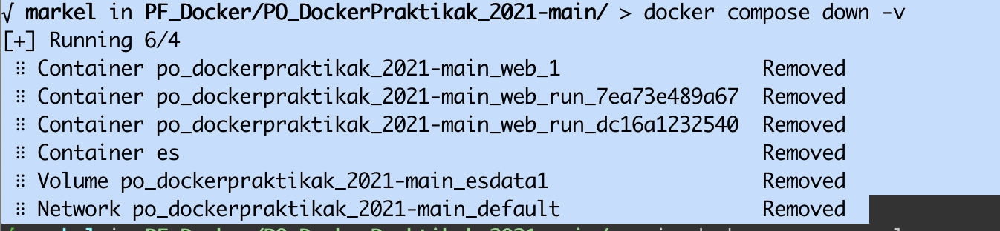 √ markel in PF_Docker/PO_DockerPraktikak_2021-main/ > docker compose down -v
[+] Running 6/4
⠿ Container po_dockerpraktikak_2021-main_web_1 Removed
⠿ Container po_dockerpraktikak_2021-main_web_run_7ea73e489a67 Removed
⠿ Container po_dockerpraktikak_2021-main_web_run_dc16a1232540 Removed
⠿ Container es Removed
⠿ Volume po_dockerpraktikak_2021-main_esdata1 Removed
⠿ Network po_dockerpraktikak_2021-main_default Removed